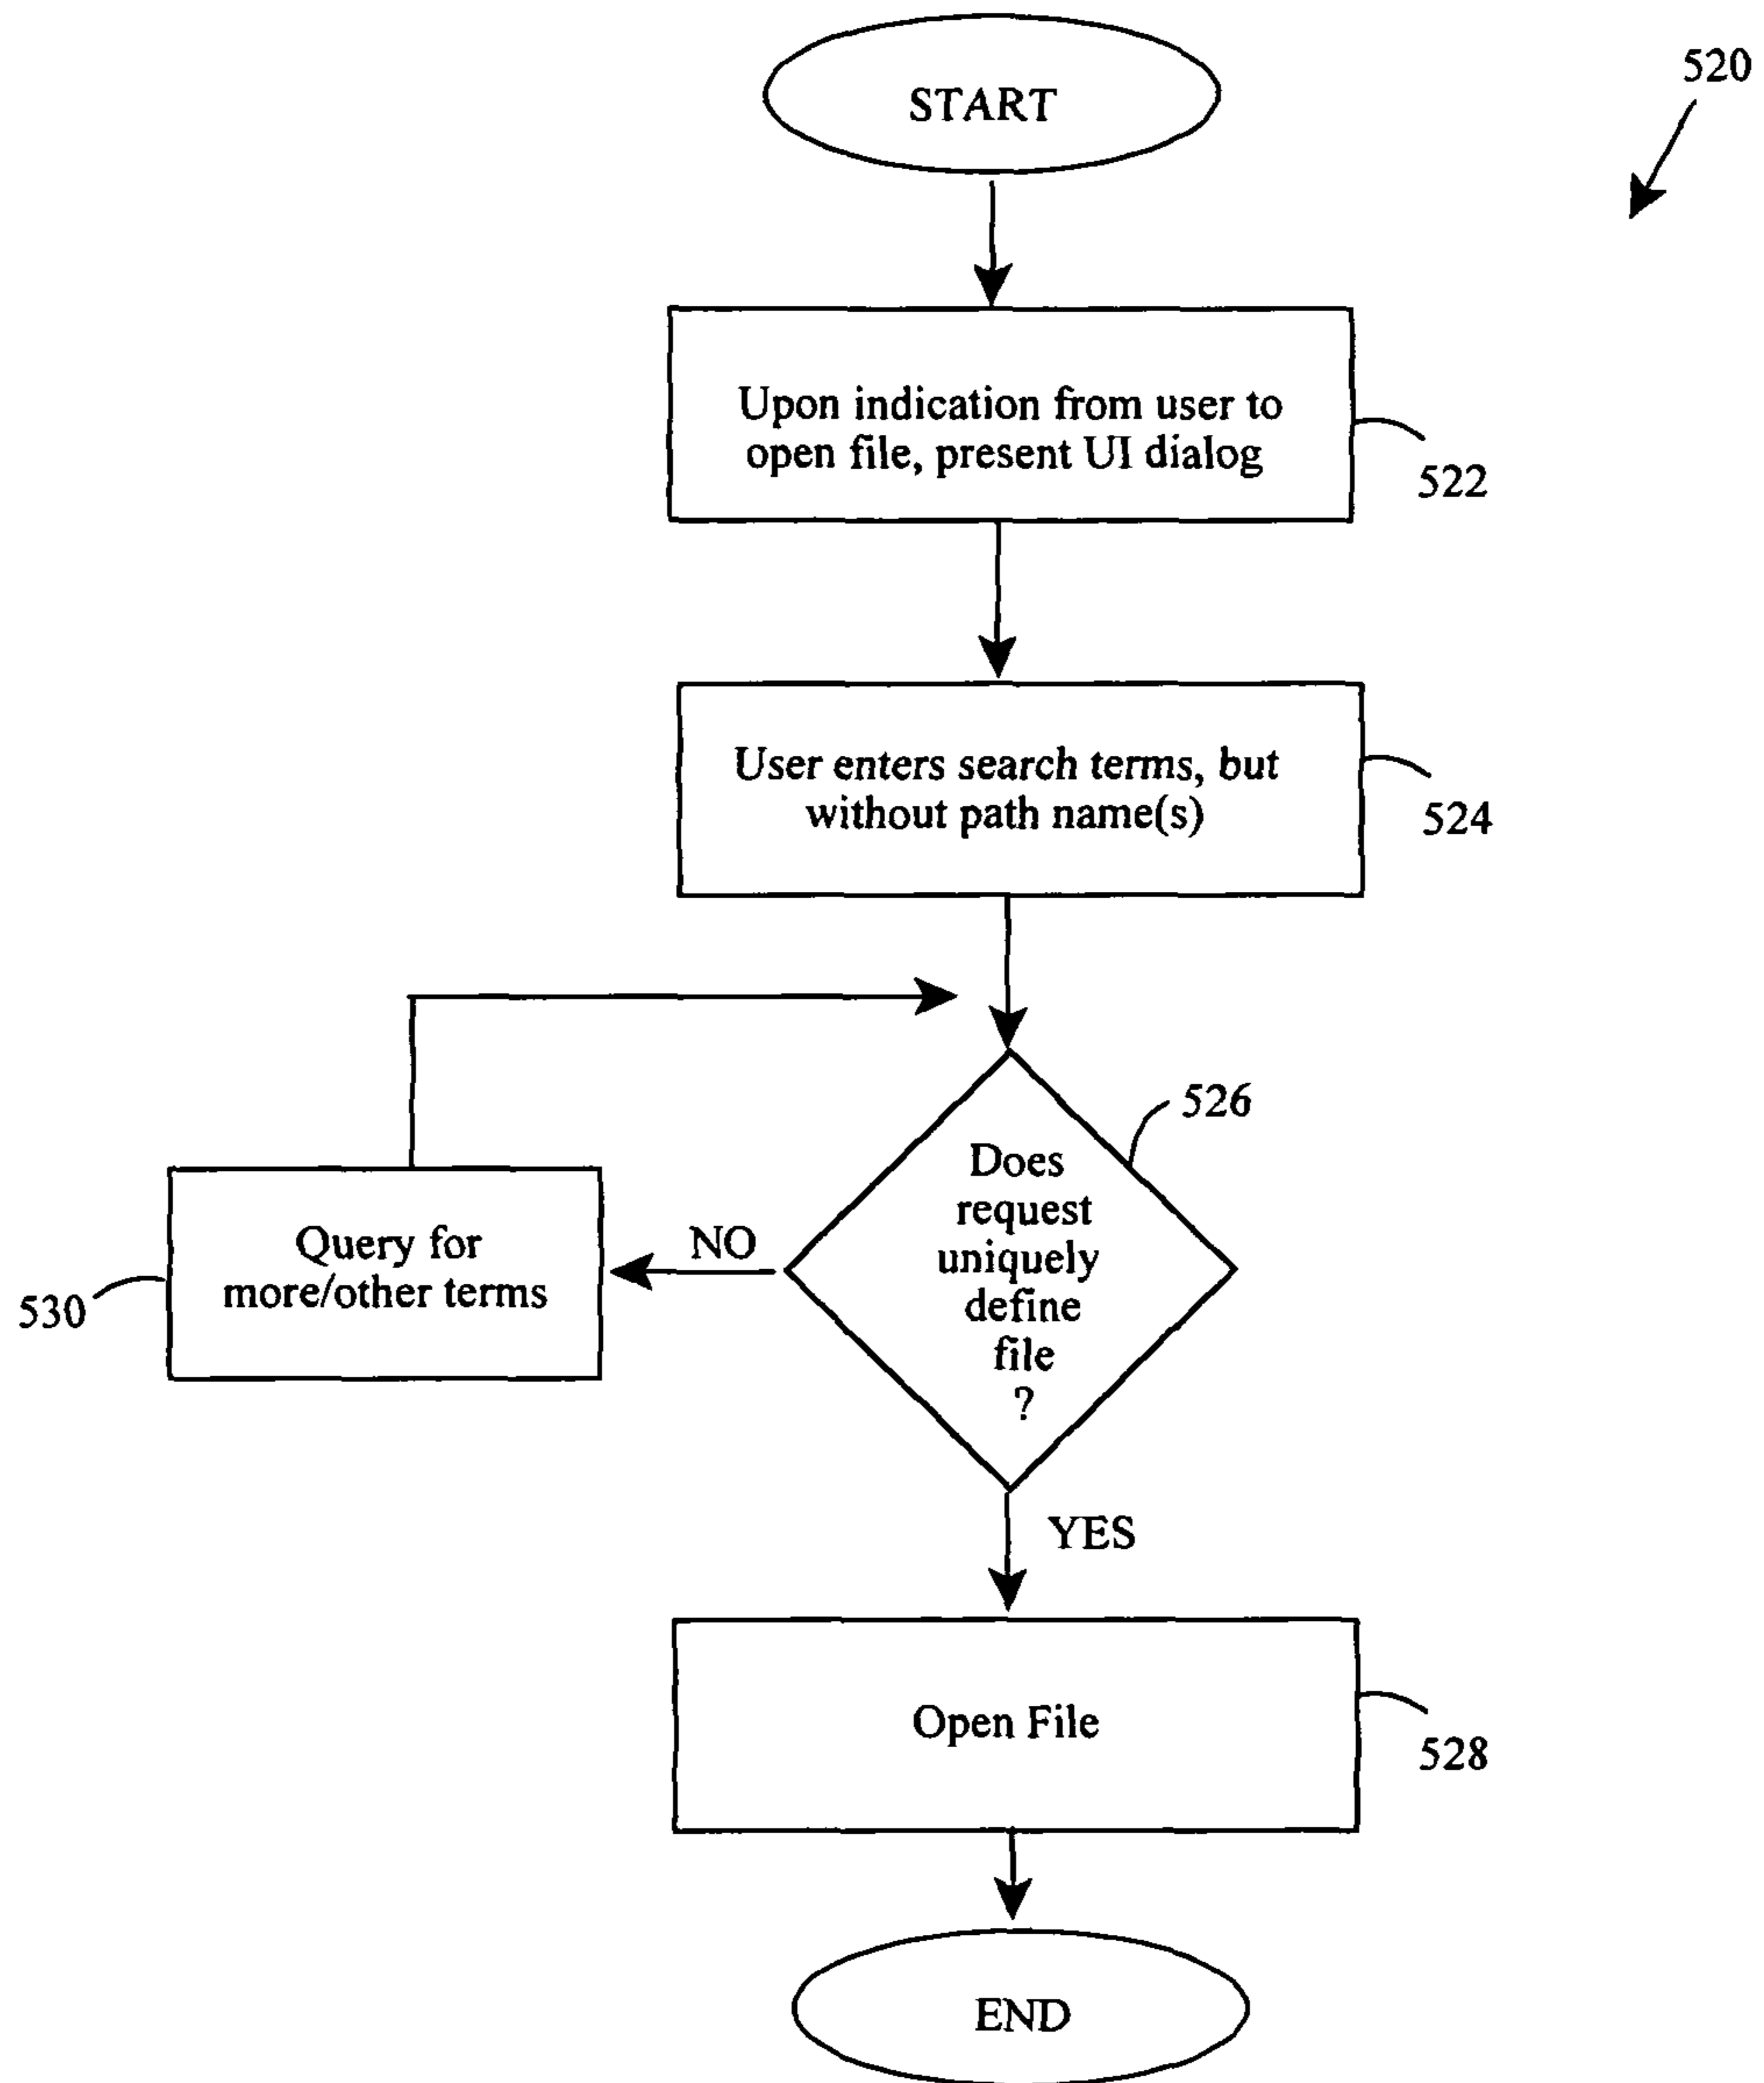 START
520
Upon indication from user to
open file, present UI dialog
522
User enters search terms, but
without path name(s)
524
526
Does
request
uniquely
define
file
?
NO
Query for
more/other terms
530
YES
Open File
528
END